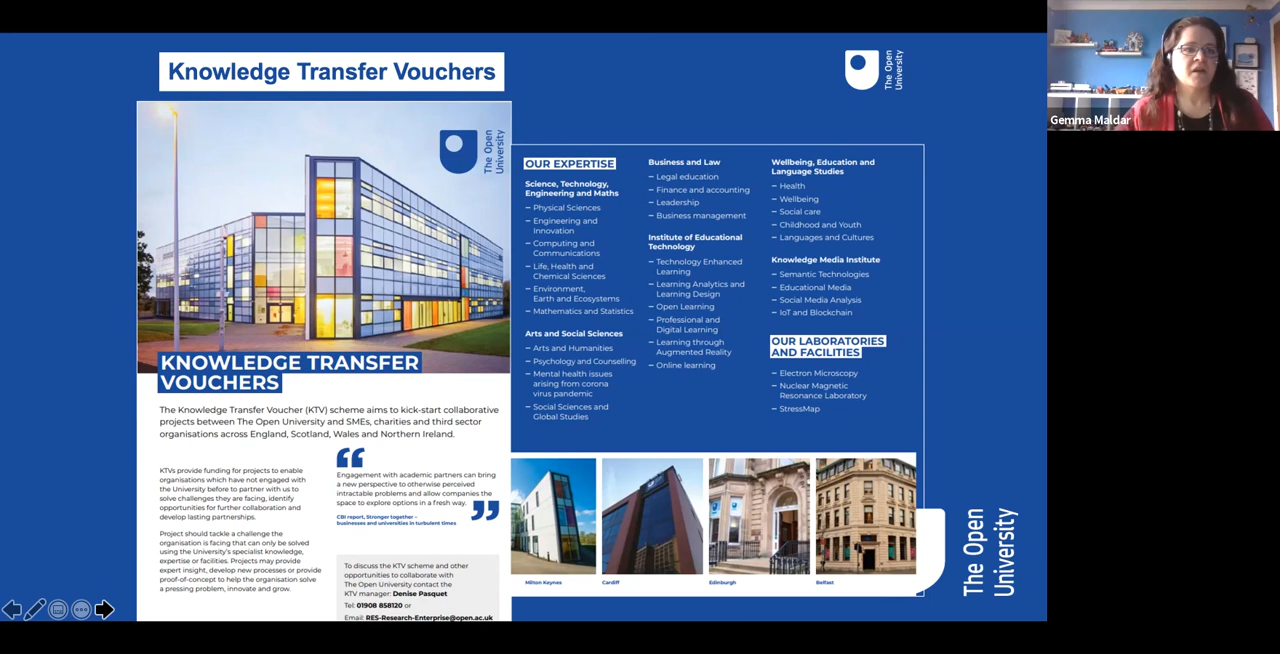 Knowledge Transfer Vouchers
The Open
University
Gemma Maldar
The Open
University
KNOWLEDGE TRANSFER
VOUCHERS
The Knowledge Transfer Voucher (KTV) scheme aims to kick-start collaborative
projects between The Open University and SMEs, charities and third sector
organisations across England, Scotland, Wales and Northern Ireland.
KTVs provide funding for projects to enable
organisations which have not engaged with
the University before to partner with us to
solve challenges they are facing, identify
opportunities for further collaboration and
develop lasting partnerships.
Project should tackle a challenge the
organisation is facing that can only be solved
using the University's specialist knowledge,
expertise or facilities. Projects may provide
expert insight, develop new processes or provide
proof-of-concept to help the organisation solve
a pressing problem, innovate and grow.
“
Engagement with academic partners can bring
a new perspective to otherwise perceived
intractable problems and allow companies the
space to explore options in a fresh way.
”
CBI report, Stronger together –
businesses and universities in turbulent times
To discuss the KTV scheme and other
opportunities to collaborate with
The Open University contact the
KTV manager: Denise Pasquet
Tel: 01908 858120 or
Email: RES-Research-Enterprise@open.ac.uk
OUR EXPERTISE
Science, Technology,
Engineering and Maths
– Physical Sciences
– Engineering and
Innovation
– Computing and
Communications
– Life, Health and
Chemical Sciences
– Environment,
Earth and Ecosystems
– Mathematics and Statistics
Arts and Social Sciences
– Arts and Humanities
– Psychology and Counselling
– Mental health issues
arising from corona
virus pandemic
– Social Sciences and
Global Studies
Business and Law
– Legal education
– Finance and accounting
– Leadership
– Business management
Institute of Educational
Technology
– Technology Enhanced
Learning
– Learning Analytics and
Learning Design
– Open Learning
– Professional and
Digital Learning
– Learning through
Augmented Reality
– Online learning
Wellbeing, Education and
Language Studies
– Health
– Wellbeing
– Social care
– Childhood and Youth
– Languages and Cultures
Knowledge Media Institute
– Semantic Technologies
– Educational Media
– Social Media Analysis
– IoT and Blockchain
OUR LABORATORIES
AND FACILITIES
– Electron Microscopy
– Nuclear Magnetic
Resonance Laboratory
– StressMap
Milton Keynes
Cardiff
Edinburgh
Belfast
The Open
University